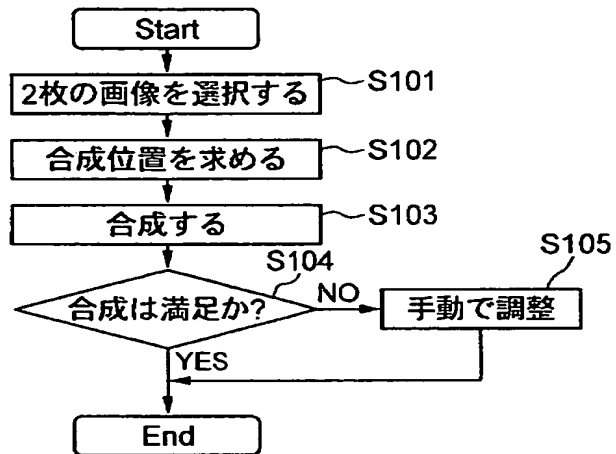 Start
2枚の画像を選択する
S101
合成位置を求める
S102
合成する
S103
合成は満足か?
S104
NO
手動で調整
S105
YES
End